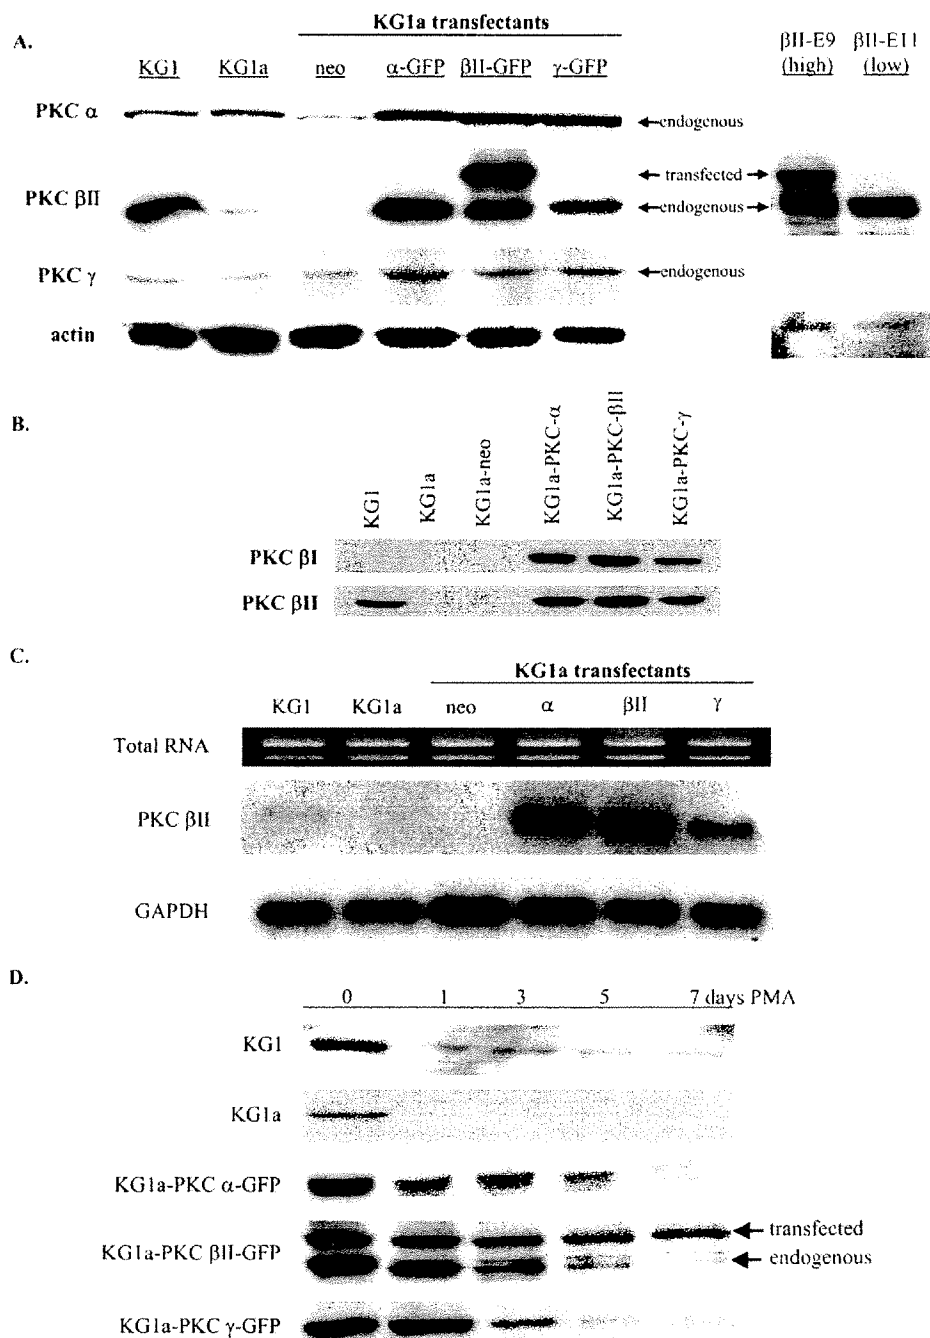 A.
KG1a transfectants
KG1 KG1a neo α-GFP βII-GFP γ-GFP
βII-E9 βII-E11
(high) (low)
PKC α
endogenous
PKC βII
transfected
endogenous
PKC γ
endogenous
actin
B.
KG1
KG1a
KG1a-neo
KG1a-PKC-α
KG1a-PKC-βII
KG1a-PKC-γ
PKC βI
PKC βII
C.
KG1a transfectants
KG1 KG1a neo α βII γ
Total RNA
PKC βII
GAPDH
D.
0 1 3 5 7 days PMA
KG1
KG1a
KG1a-PKC α-GFP
KG1a-PKC βII-GFP
transfected
endogenous
KG1a-PKC γ-GFP